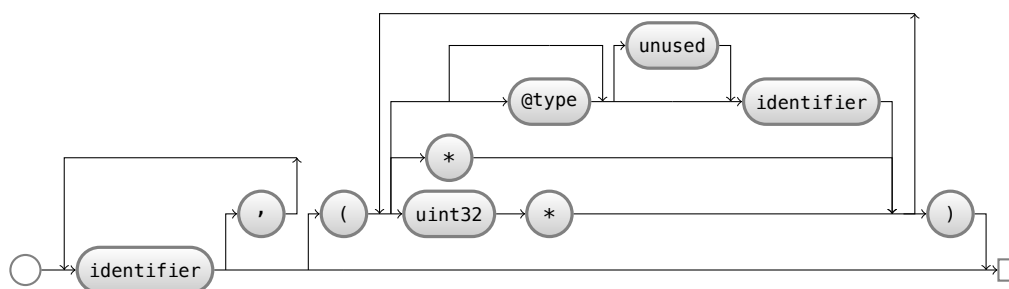 unused
@type identifier
*
, ( uint32 * )
identifier